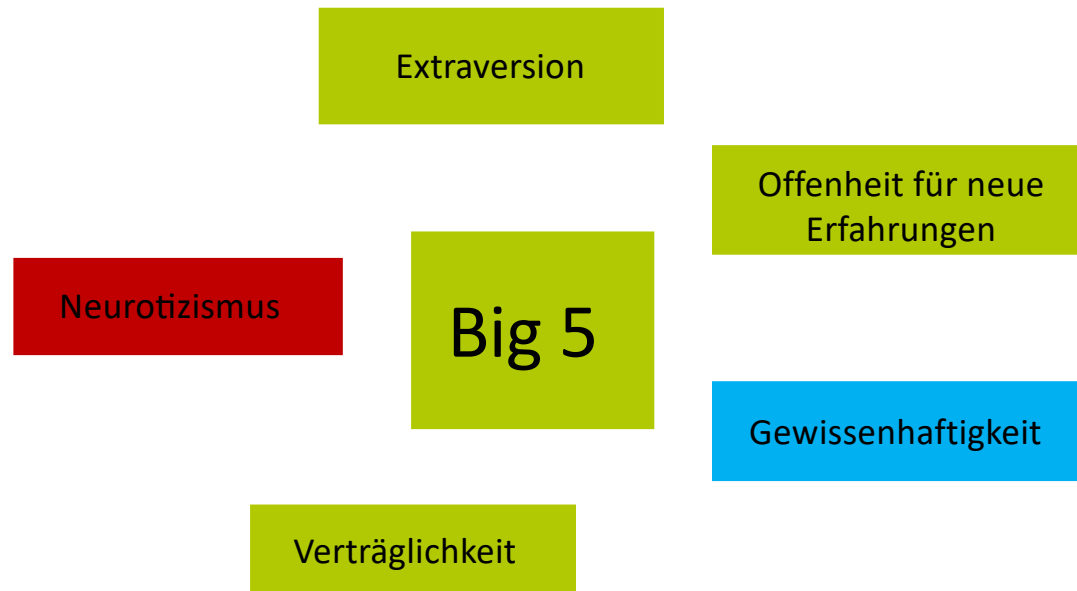 Extraversion
Offenheit für neue
Erfahrungen
Neurotizismus
Big 5
Gewissenhaftigkeit
Verträglichkeit